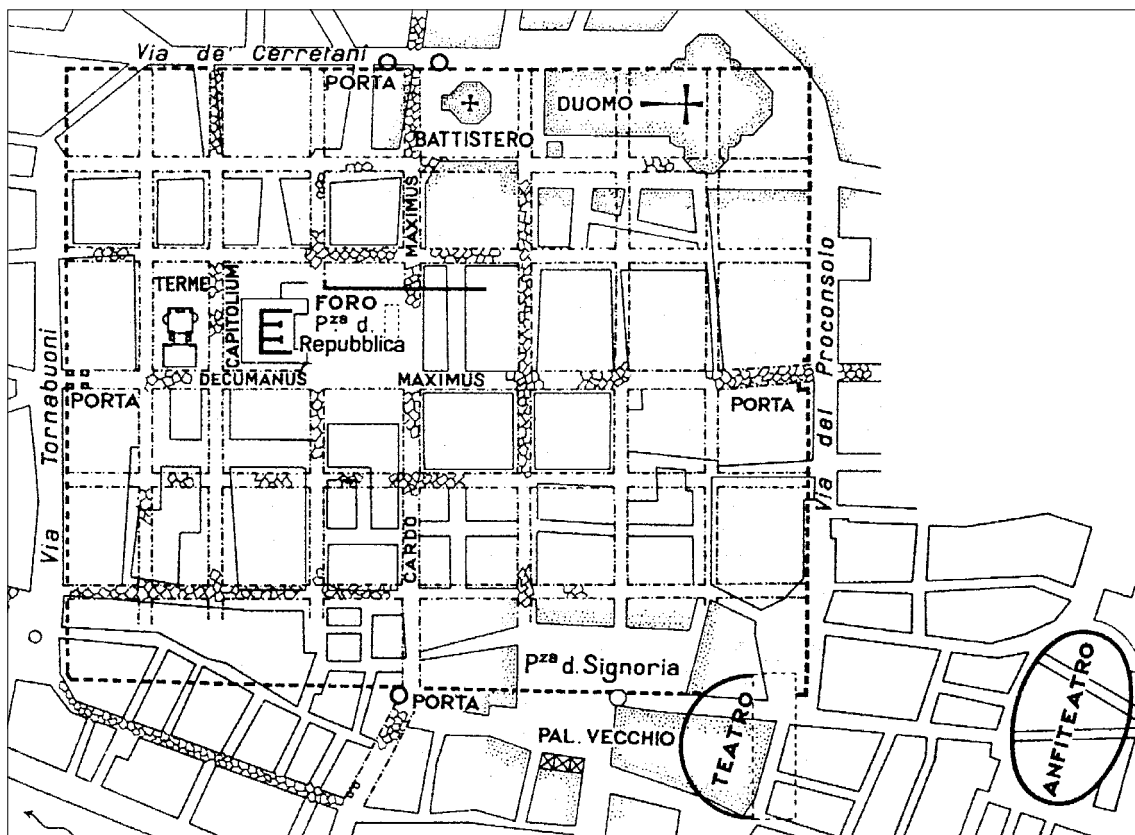 Via de' Cerretani
PORTA
DUOMO
BATTISTERO
MAXIMUS
TERME
CAPITOLIUM
FORO
Pza d.
Repubblica
DECUMANUS
MAXIMUS
PORTA
PORTA
Via Tornabuoni
Via del Proconsolo
CARDO
Pza d. Signoria
PORTA
PAL. VECCHIO
TEATRO
ANFITEATRO